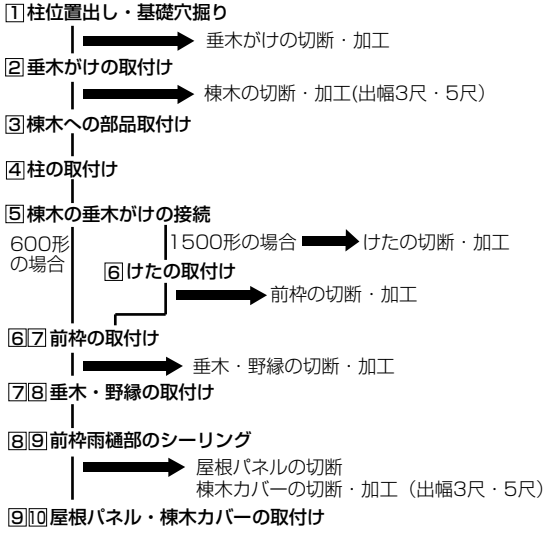 1 柱位置出し・基礎穴掘り
垂木がけの切断・加工
2 垂木がけの取付け
棟木の切断・加工(出幅3尺・5尺)
3 棟木への部品取付け
4 柱の取付け
5 棟木の垂木がけの接続
600形
の場合
1500形の場合
けたの切断・加工
6 けたの取付け
前枠の切断・加工
6 7 前枠の取付け
垂木・野縁の切断・加工
7 8 垂木・野縁の取付け
8 9 前枠雨樋部のシーリング
屋根パネルの切断
棟木カバーの切断・加工（出幅3尺・5尺）
9 10 屋根パネル・棟木カバーの取付け